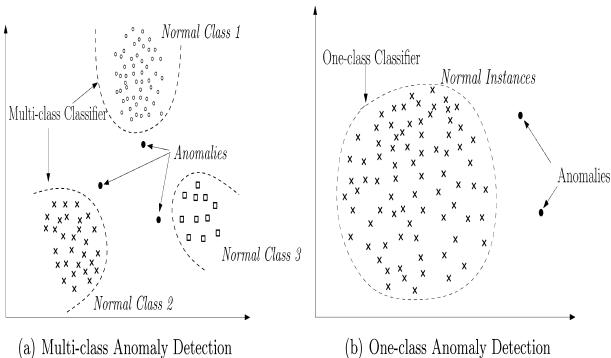 Normal Class 1
Multi-class Classifier
Anomalies
Normal Class 3
Normal Class 2
(a) Multi-class Anomaly Detection
One-class Classifier
Normal Instances
Anomalies
(b) One-class Anomaly Detection